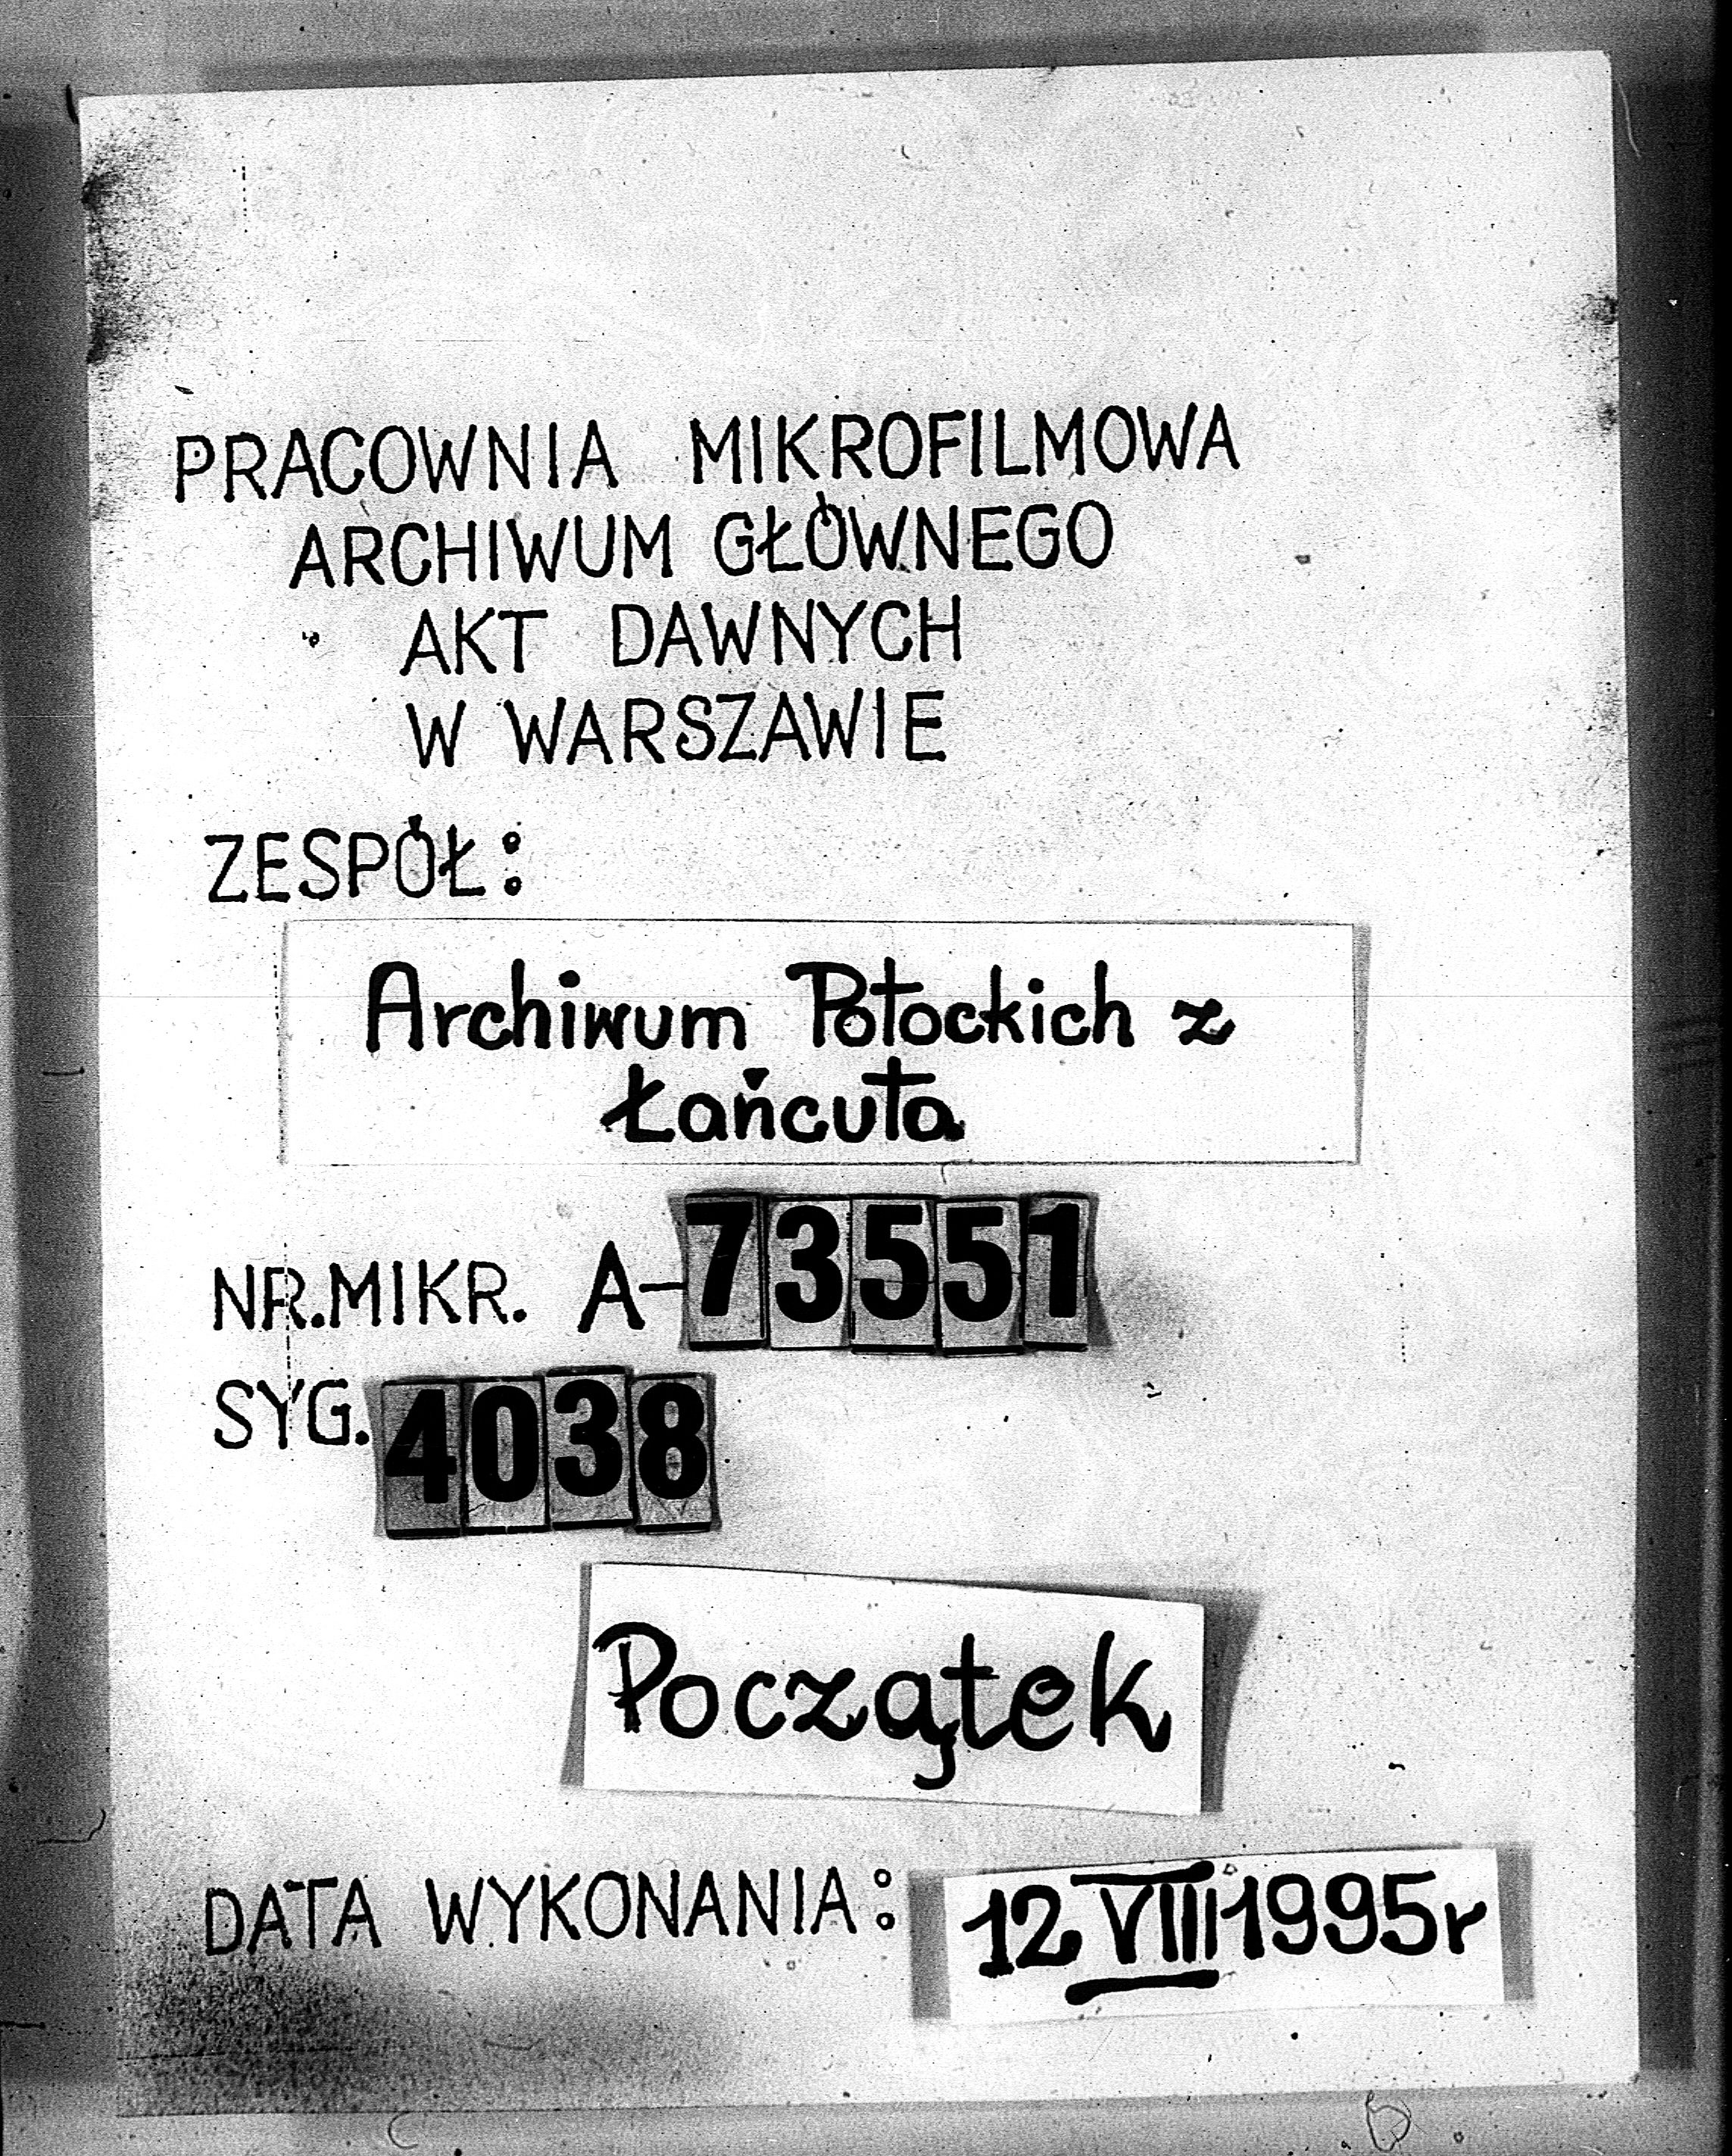 PRACOWNIA MIKROFILMOWA
ARCHIWUM GŁÓWNEGO
AKT DAWNYCH
W WARSZAWIE
ZESPÓŁ:
Archiwum Potockich z
Łańcuta
NR.MIKR. A-73551
SYG. 4038
Początek
DATA WYKONANIA: 12 VIII 1995r